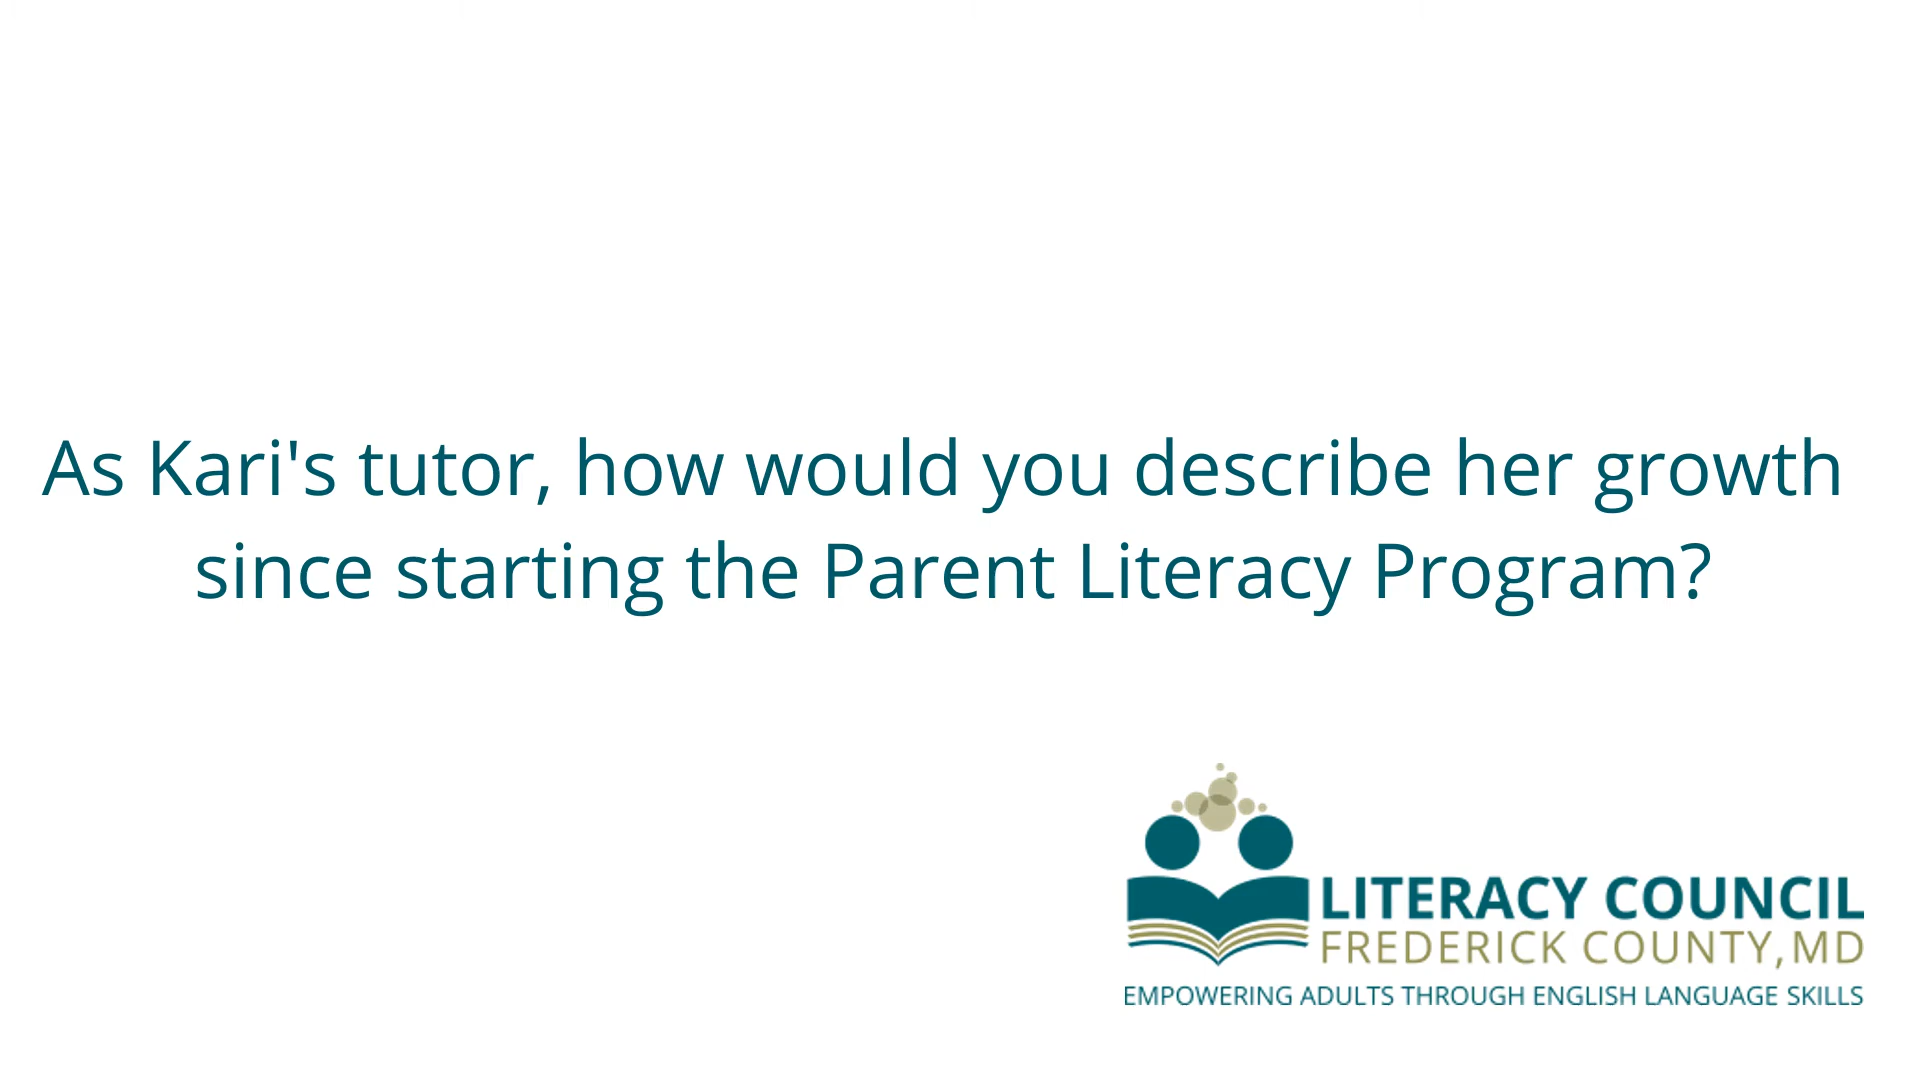 As Kari's tutor, how would you describe her growth
since starting the Parent Literacy Program?
LITERACY COUNCIL
FREDERICK COUNTY, MD
EMPOWERING ADULTS THROUGH ENGLISH LANGUAGE SKILLS